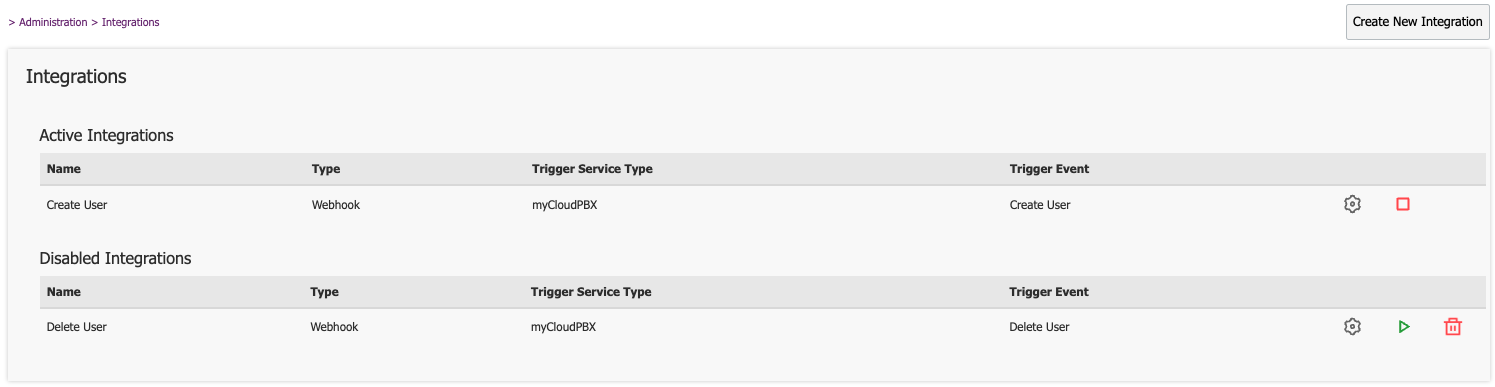 > Administration > Integrations
Create New Integration
Integrations
Active Integrations
Name Type Trigger Service Type Trigger Event
Create User Webhook myCloudPBX Create User
Disabled Integrations
Name Type Trigger Service Type Trigger Event
Delete User Webhook myCloudPBX Delete User